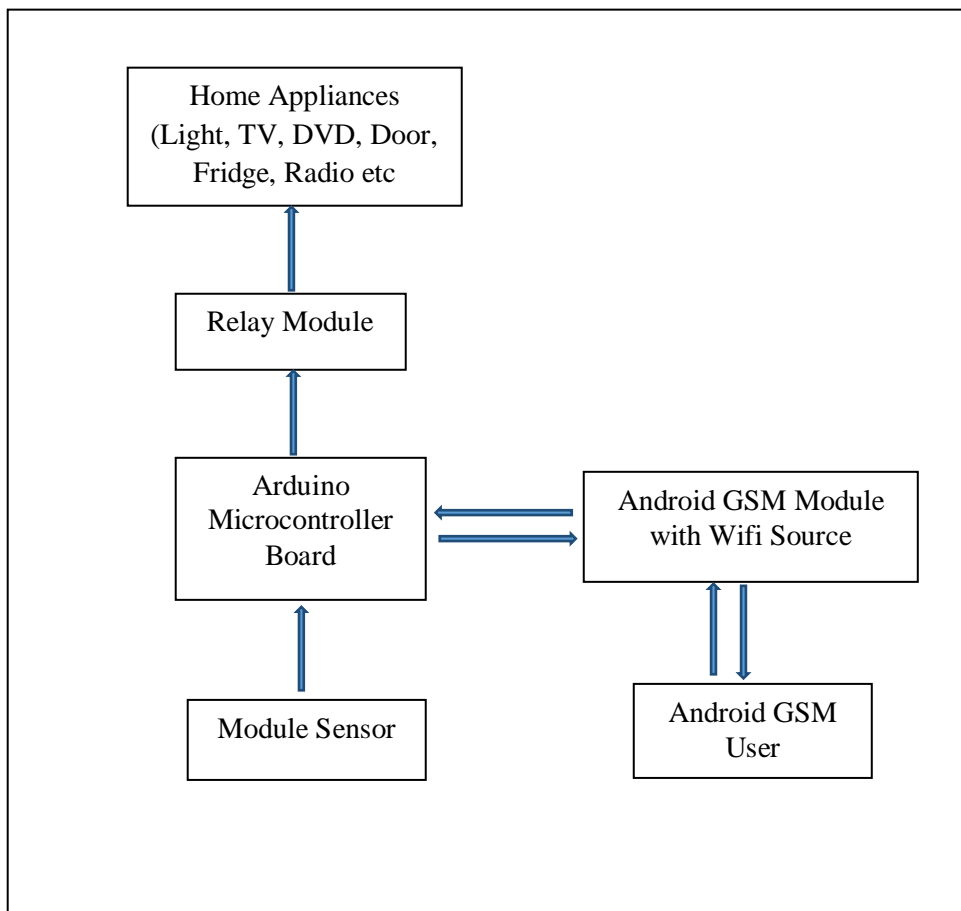 Home Appliances
(Light, TV, DVD, Door,
Fridge, Radio etc
Relay Module
Arduino
Microcontroller
Board
Android GSM Module
with Wifi Source
Module Sensor
Android GSM
User